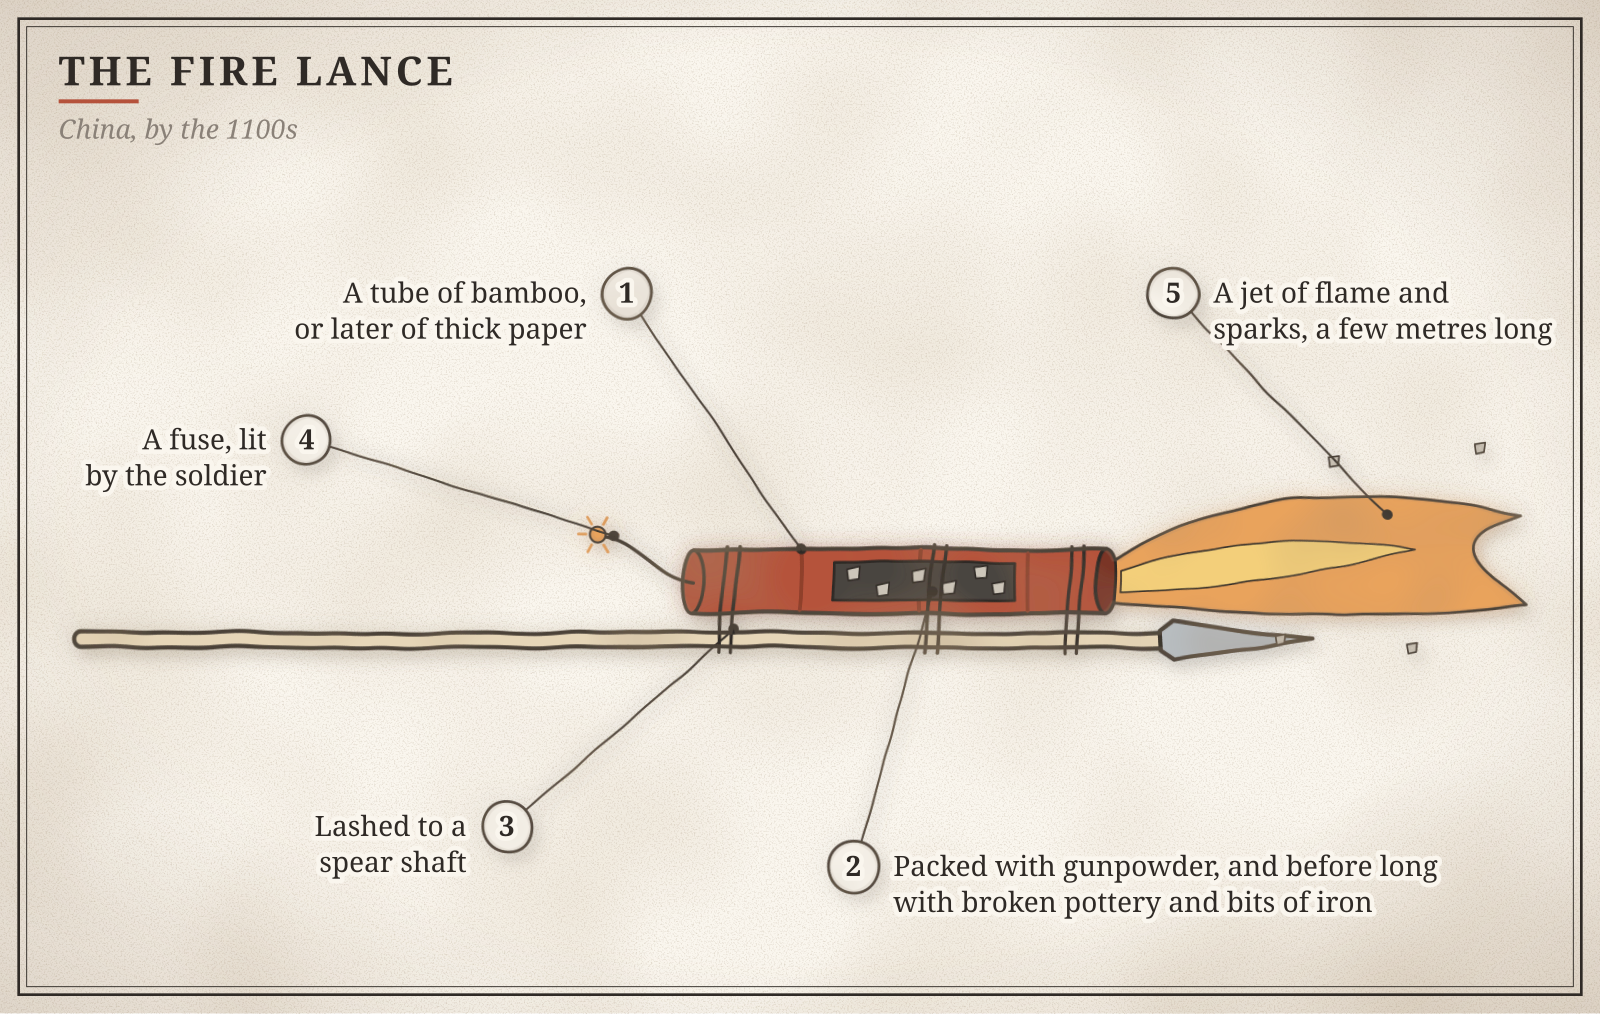 THE FIRE LANCE
China, by the 1100s
1
A tube of bamboo,
or later of thick paper
5
A jet of flame and
sparks, a few metres long
4
A fuse, lit
by the soldier
3
Lashed to a
spear shaft
2
Packed with gunpowder, and before long
with broken pottery and bits of iron